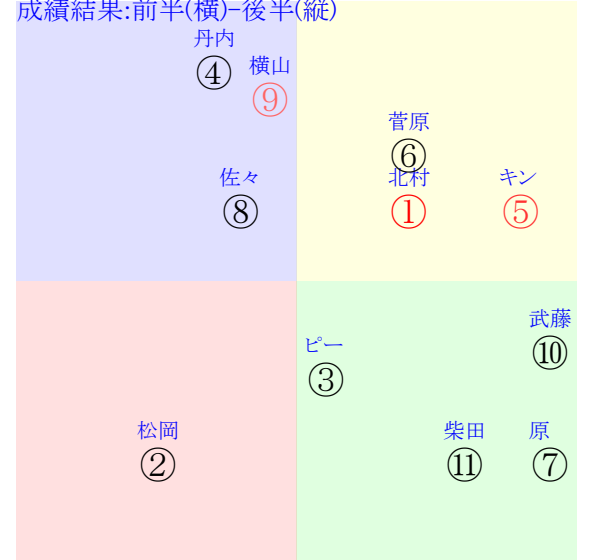 成績結果:前半(横)-後半(縦)
丹内
④
横山
⑨
菅原
⑥
佐々
⑧
北村
①
キン
⑤
武藤
⑩
ピー
③
松岡
②
柴田
⑪
原
⑦